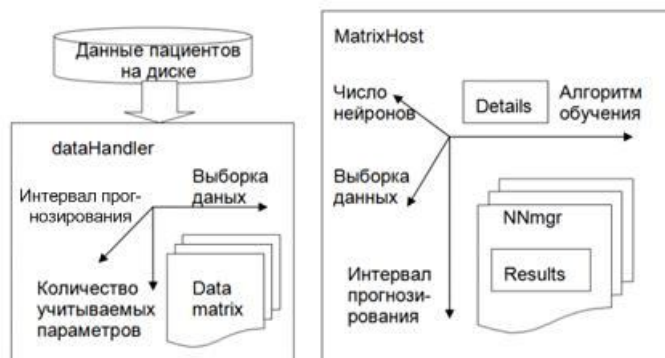 Данные пациентов
на диске
dataHandler
Выборка
даных
Интервал прог-
нозирования
Количество
учитываемых
параметров
Data
matrix
MatrixHost
Число
нейронов
Details
Алгоритм
обучения
Выборка
данных
NNmgr
Results
Интервал
прогнози-
рования